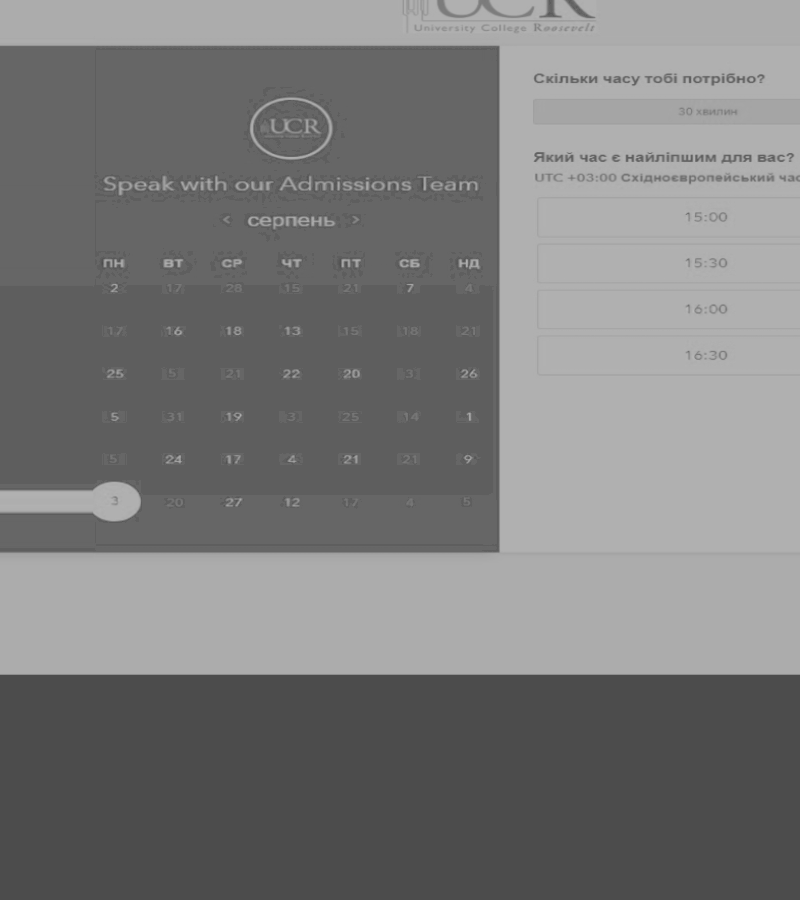 UCR
University College Roosevelt
UCR
Speak with our Admissions Team
< серпень >
ПН ВТ СР ЧТ ПТ СБ НД
2 17 28 15 21 7 4
17 16 18 13 15 18 21
25 5 21 22 20 3 26
5 31 19 3 25 14 1
5 24 17 4 21 21 9
3 20 27 12 17 4 5
Скільки часу тобі потрібно?
30 хвилин
Який час є найліпшим для вас?
UTC +03:00 Східноєвропейський час
15:00
15:30
16:00
16:30